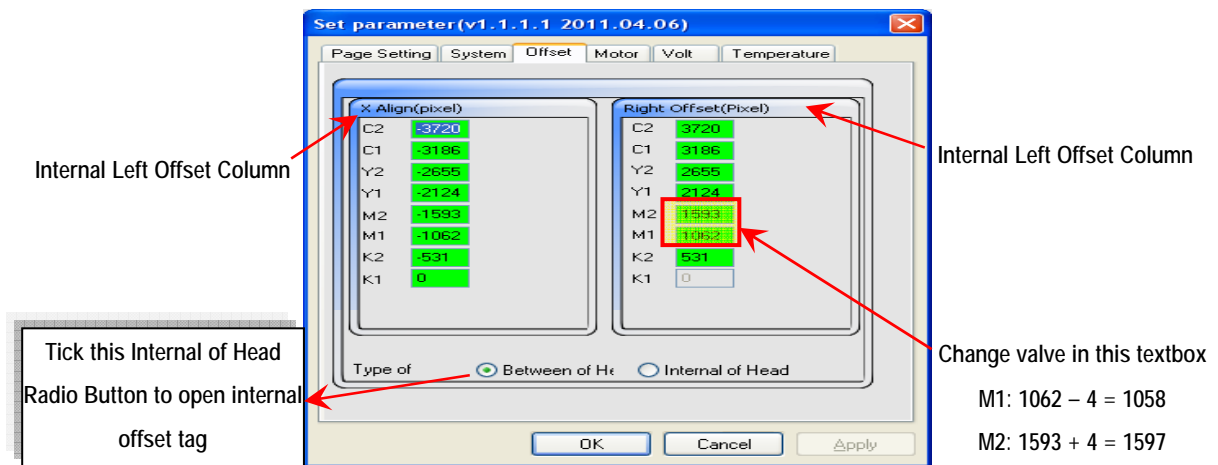 Set parameter(v1.1.1.1 2011.04.06)
Page Setting System Offset Motor Volt Temperature
X Align(pixel)
C2 -3720
C1 -3186
Y2 -2655
Y1 -2124
M2 -1593
M1 -1062
K2 -531
K1 0
Right Offset(Pixel)
C2 3720
C1 3186
Y2 2655
Y1 2124
M2 1593
M1 1062
K2 531
K1 0
Internal Left Offset Column
Internal Left Offset Column
Tick this Internal of Head
Radio Button to open internal
offset tag
Type of Between of He Internal of Head
Change valve in this textbox
M1: 1062 – 4 = 1058
M2: 1593 + 4 = 1597
OK Cancel Apply